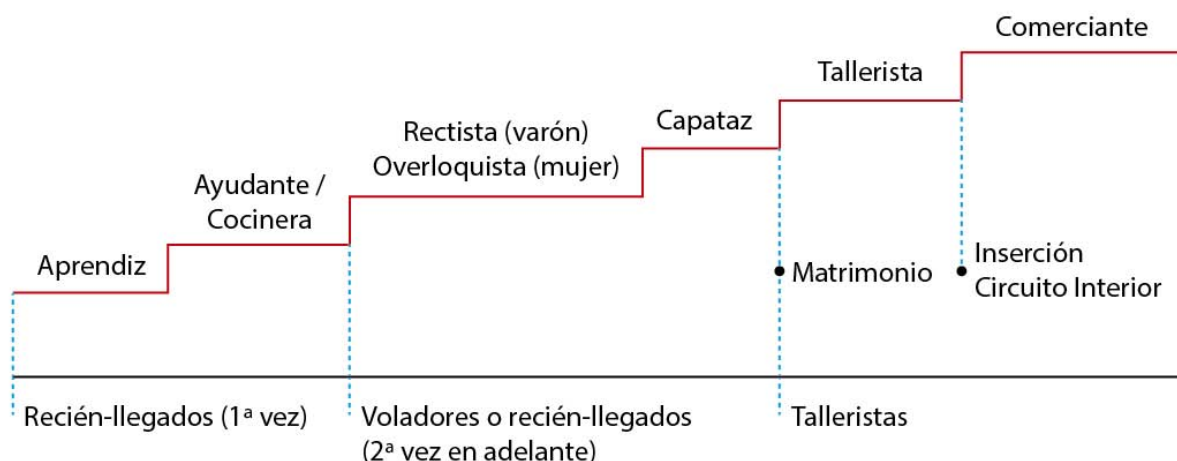 Comerciante
Tallerista
Capataz
Rectista (varón)
Overloquista (mujer)
Ayudante /
Cocinera
Aprendiz
Matrimonio
Inserción
Circuito Interior
Recién-llegados (1ª vez)
Voladores o recién-llegados
(2ª vez en adelante)
Talleristas